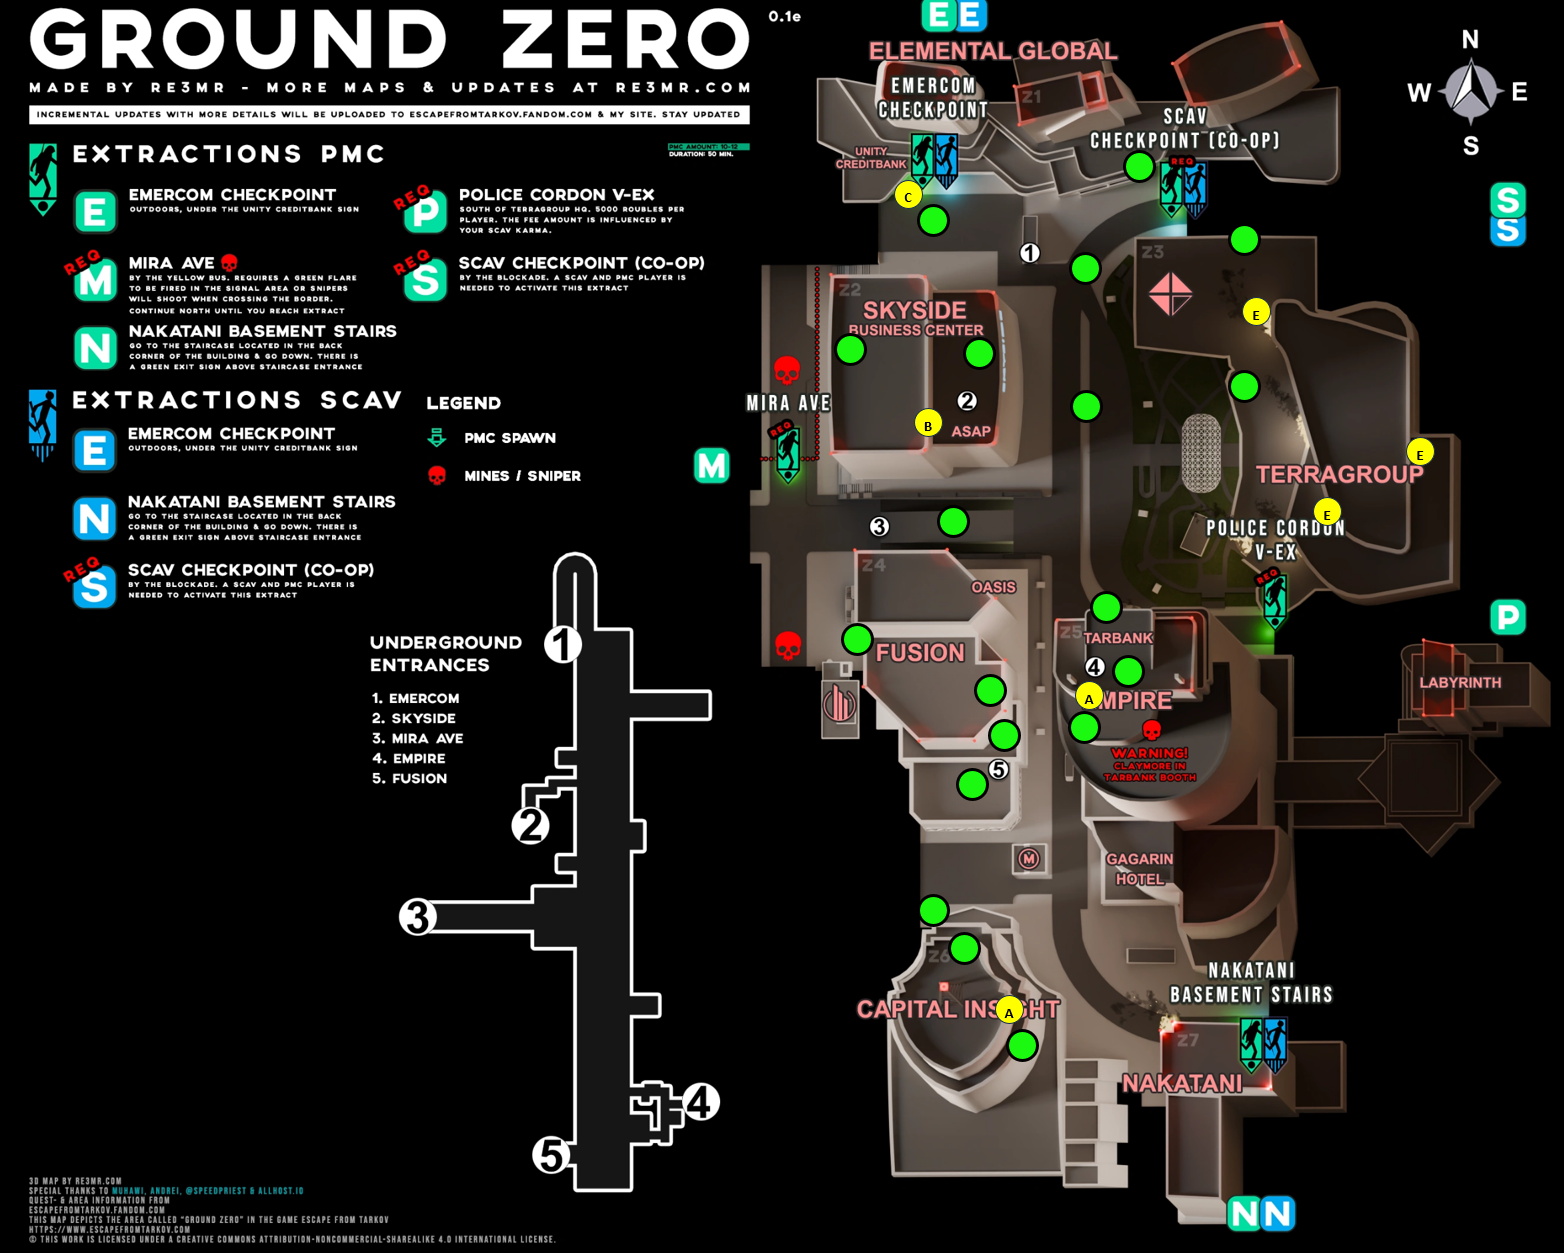 GROUND ZERO
0.1e
MADE BY RE3MR - MORE MAPS & UPDATES AT RE3MR.COM
INCREMENTAL UPDATES WITH MORE DETAILS WILL BE UPLOADED TO ESCAPEFROMTARKOV.FANDOM.COM & MY SITE. STAY UPDATED
EXTRACTIONS PMC
PMC AMOUNT: 10-12
DURATION: 50 MIN.
E
EMERCOM CHECKPOINT
OUTDOORS, UNDER THE UNITY CREDITBANK SIGN
REQ
M
MIRA AVE
BY THE YELLOW BUS. REQUIRES A GREEN FLARE
TO BE FIRED IN THE SIGNAL AREA OR SNIPERS
WILL SHOOT WHEN CROSSING THE BORDER.
CONTINUE NORTH UNTIL YOU REACH EXTRACT
N
NAKATANI BASEMENT STAIRS
GO TO THE STAIRCASE LOCATED IN THE BACK
CORNER OF THE BUILDING & GO DOWN. THERE IS
A GREEN EXIT SIGN ABOVE STAIRCASE ENTRANCE
REQ
P
POLICE CORDON V-EX
SOUTH OF TERRAGROUP HQ. 5000 ROUBLES PER
PLAYER. THE FEE AMOUNT IS INFLUENCED BY
YOUR SCAV KARMA.
REQ
S
SCAV CHECKPOINT (CO-OP)
BY THE BLOCKADE. A SCAV AND PMC PLAYER IS
NEEDED TO ACTIVATE THIS EXTRACT
EXTRACTIONS SCAV
E
EMERCOM CHECKPOINT
OUTDOORS, UNDER THE UNITY CREDITBANK SIGN
N
NAKATANI BASEMENT STAIRS
GO TO THE STAIRCASE LOCATED IN THE BACK
CORNER OF THE BUILDING & GO DOWN. THERE IS
A GREEN EXIT SIGN ABOVE STAIRCASE ENTRANCE
REQ
S
SCAV CHECKPOINT (CO-OP)
BY THE BLOCKADE. A SCAV AND PMC PLAYER IS
NEEDED TO ACTIVATE THIS EXTRACT
LEGEND
PMC SPAWN
MINES / SNIPER
UNDERGROUND
ENTRANCES
1. EMERCOM
2. SKYSIDE
3. MIRA AVE
4. EMPIRE
5. FUSION
1
2
3
4
5
3D MAP BY RE3MR.COM
SPECIAL THANKS TO MUHAWI, ANDREI, @SPEEDPRIEST & ALLHOST.ID
QUEST- & AREA INFORMATION FROM
ESCAPEFROMTARKOV.FANDOM.COM
THIS MAP DEPICTS THE AREA CALLED "GROUND ZERO" IN THE GAME ESCAPE FROM TARKOV
HTTPS://WWW.ESCAPEFROMTARKOV.COM
© THIS WORK IS LICENSED UNDER A CREATIVE COMMONS ATTRIBUTION-NONCOMMERCIAL-SHAREALIKE 4.0 INTERNATIONAL LICENSE.
E E
ELEMENTAL GLOBAL
EMERCOM
CHECKPOINT
Z1
SCAV
CHECKPOINT (CO-OP)
REQ
UNITY
CREDITBANK
C
N
W E
S
S
S
1
Z3
Z2
SKYSIDE
BUSINESS CENTER
E
MIRA AVE
REQ
2
B
ASAP
M
E
TERRAGROUP
E
POLICE CORDON
V-EX
REQ
3
Z4
OASIS
FUSION
Z5
TARBANK
4
A
MPIRE
WARNING!
CLAYMORE IN
TARBANK BOOTH
P
LABYRINTH
5
M
GAGARIN
HOTEL
Z6
CAPITAL INSIGHT
A
NAKATANI
BASEMENT STAIRS
Z7
NAKATANI
N N